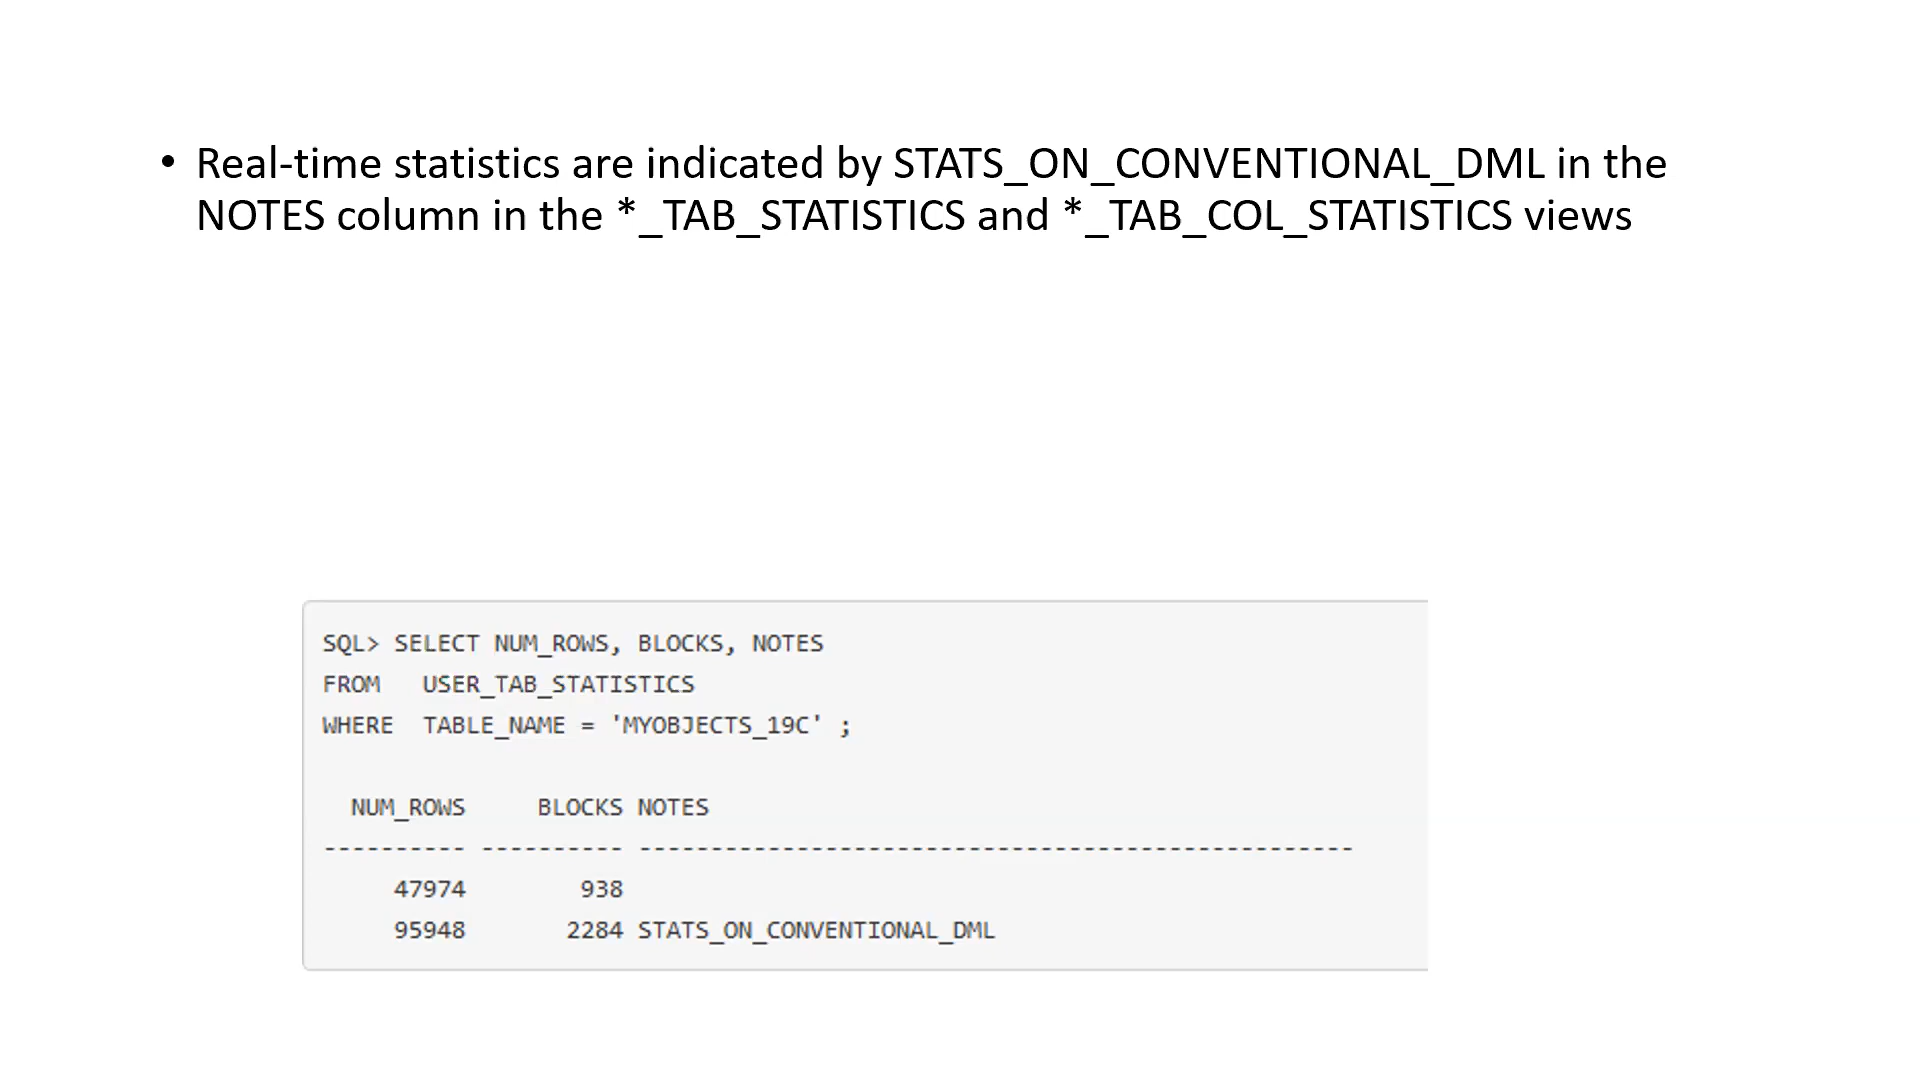 • Real-time statistics are indicated by STATS_ON_CONVENTIONAL_DML in the
NOTES column in the *_TAB_STATISTICS and *_TAB_COL_STATISTICS views
SQL> SELECT NUM_ROWS, BLOCKS, NOTES
FROM   USER_TAB_STATISTICS
WHERE  TABLE_NAME = 'MYOBJECTS_19C' ;
  NUM_ROWS     BLOCKS NOTES
---------- ---------- --------------------------------------------------
     47974        938
     95948       2284 STATS_ON_CONVENTIONAL_DML